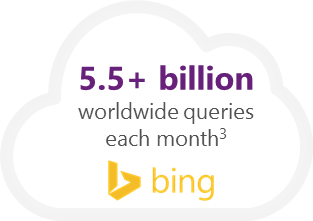 5.5+ billion
worldwide queries
each month³
bing